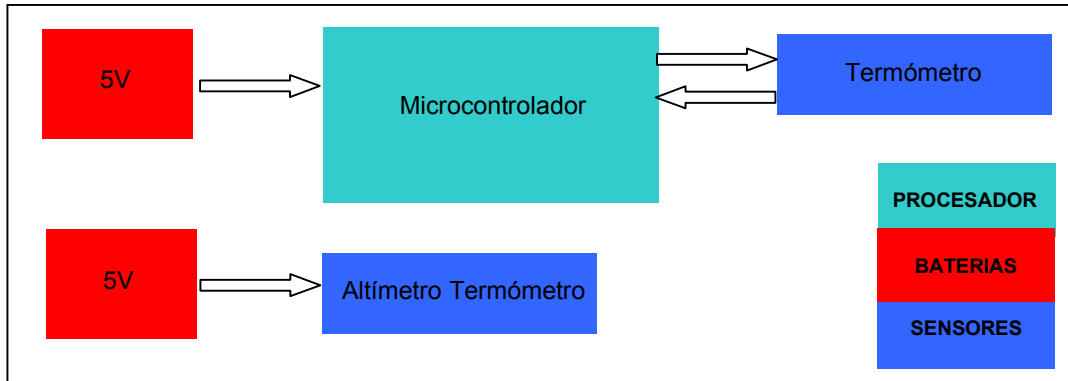 5V
Microcontrolador
Termómetro
5V
Altímetro Termómetro
PROCESADOR
BATERIAS
SENSORES